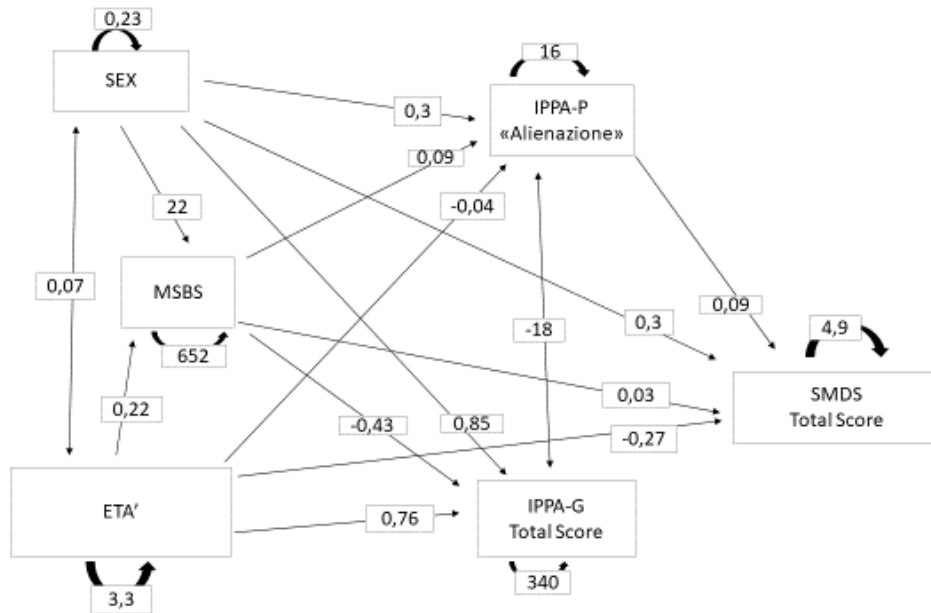 0,23
SEX
16
IPPA-P
«Alienazione»
0,3
0,09
-0,04
22
MSBS
652
0,07
-18
0,3
0,09
4,9
SMDS
Total Score
0,22
0,03
-0,43
0,85
-0,27
ETA’
0,76
IPPA-G
Total Score
340
3,3